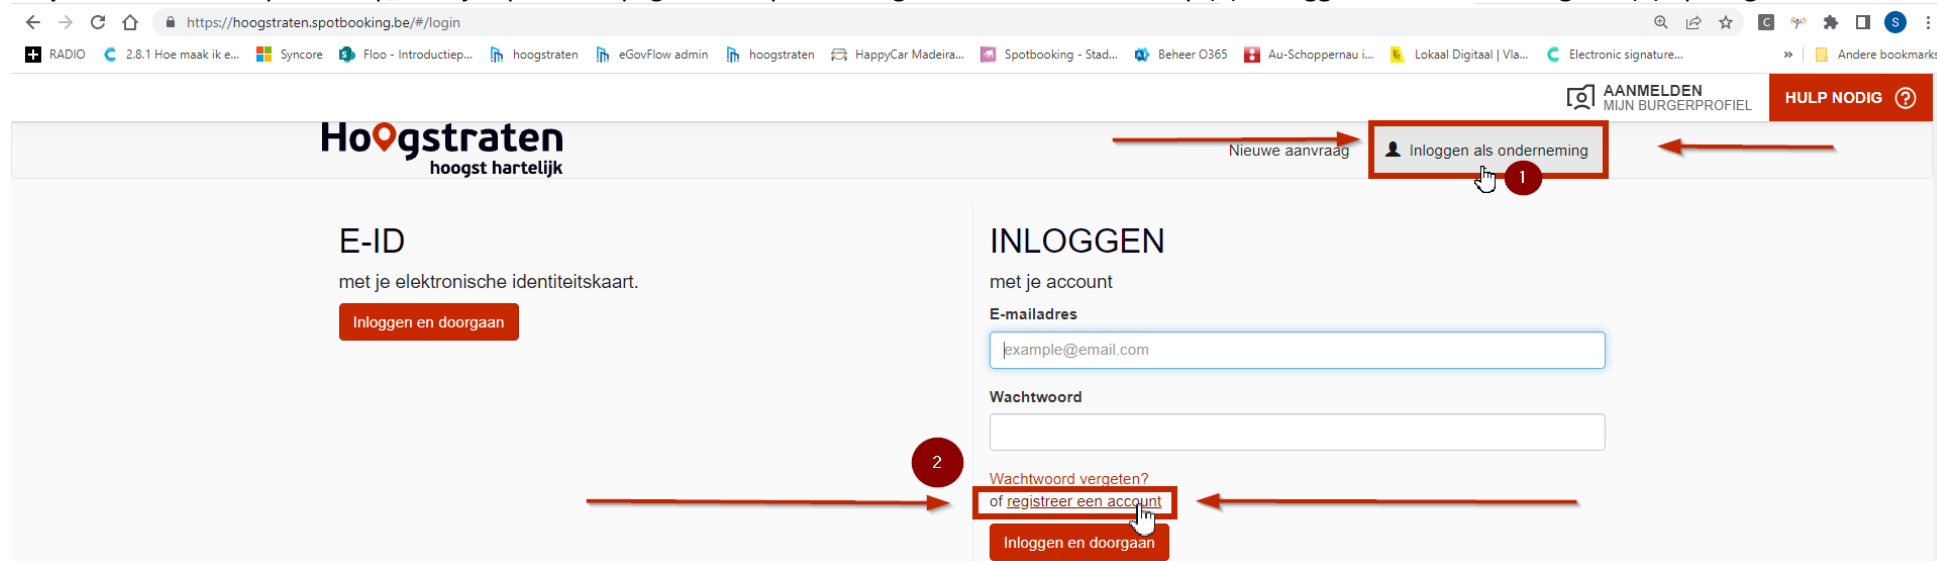 https://hoogstraten.spotbooking.be/#/login
RADIO 2.8.1 Hoe maak ik e... Syncore Floo - Introductiep... hoogstraten eGovFlow admin hoogstraten HappyCar Madeira... Spotbooking - Stad... Beheer O365 Au-Schoppernau i... Lokaal Digitaal | Vla... Electronic signature... » Andere bookmarks
AANMELDEN
MIJN BURGERPROFIEL
HULP NODIG ?
Hoogstraten
hoogst hartelijk
Nieuwe aanvraag Inloggen als onderneming
1
E-ID
met je elektronische identiteitskaart.
Inloggen en doorgaan
INLOGGEN
met je account
E-mailadres
example@email.com
Wachtwoord
2
Wachtwoord vergeten?
of registreer een account
Inloggen en doorgaan